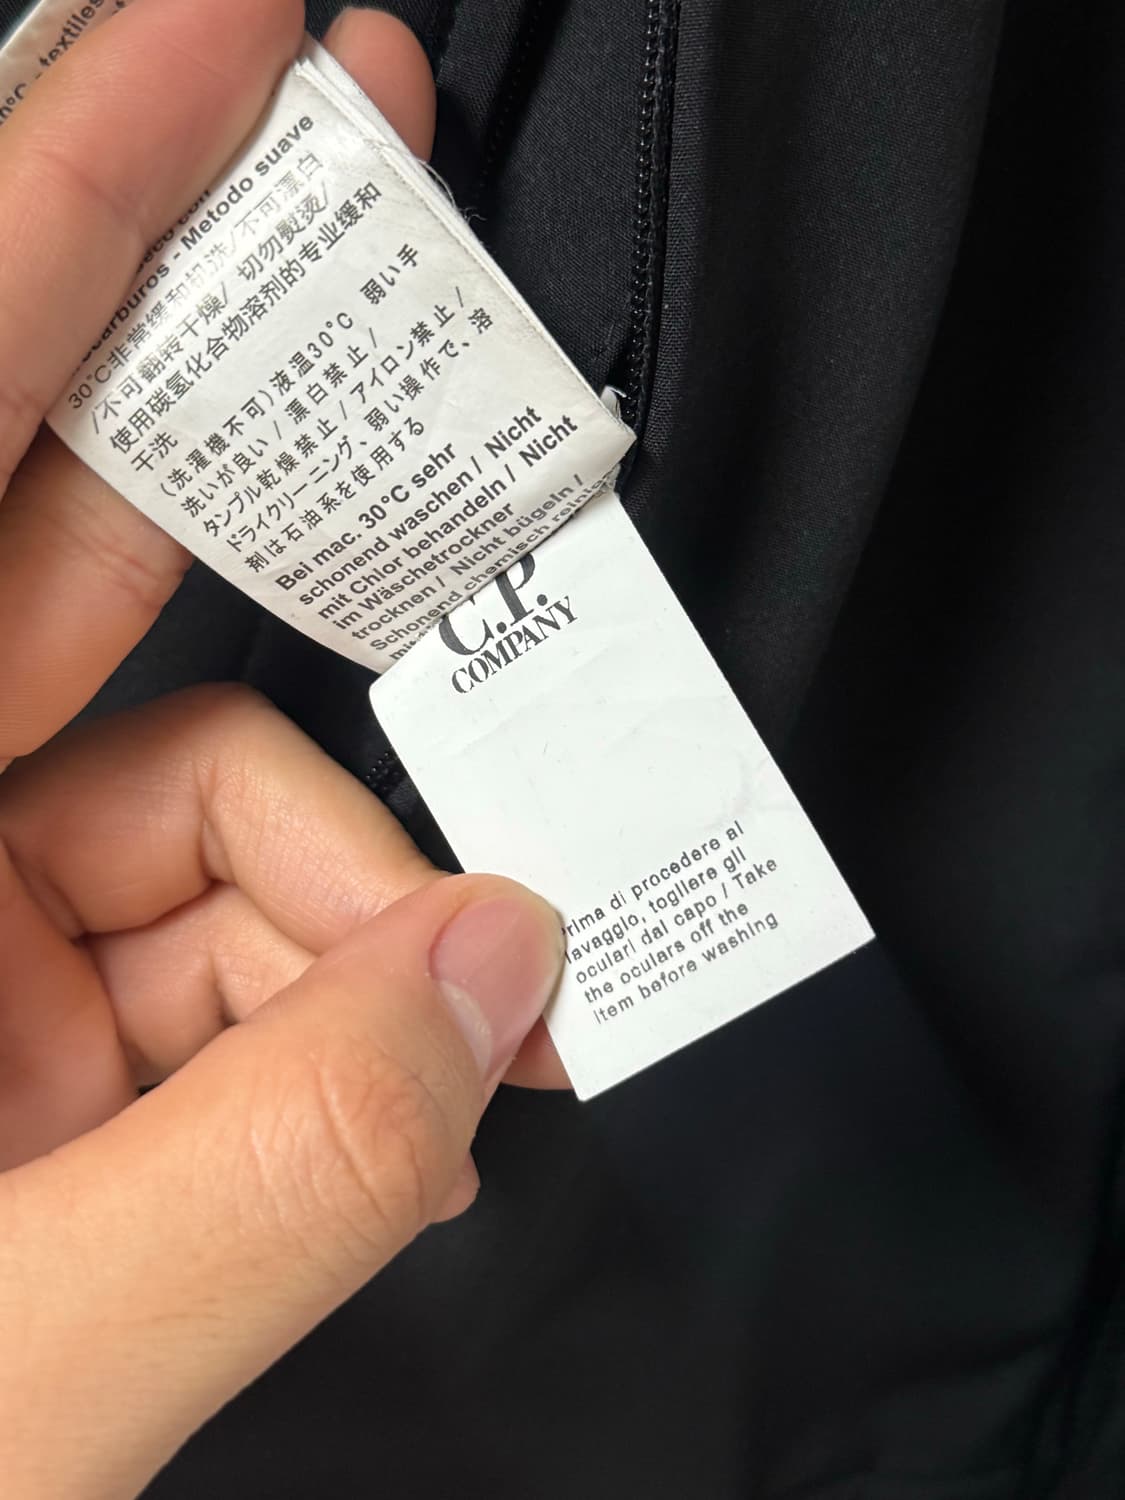 textiles
seco con
carburos - Metodo suave
30°C非常缓和机洗/不可漂白
/不可翻转干燥/ 切勿熨烫/
使用碳氢化合物溶剂的专业缓和
干洗
(洗濯機不可)液温30°C 弱い手
洗いが良い / 漂白禁止 /
タンブル乾燥禁止 / アイロン禁止 /
ドライクリーニング、弱い操作で、溶
剤は石油系を使用する
Bei mac. 30°C sehr
schonend waschen / Nicht
mit Chlor behandeln / Nicht
im Wäschetrockner
trocknen / Nicht bügeln /
Schonend chemisch
C.P.
COMPANY
Prima di procedere al
lavaggio, togliere gli
oculari dal capo / Take
the oculars off the
item before washing